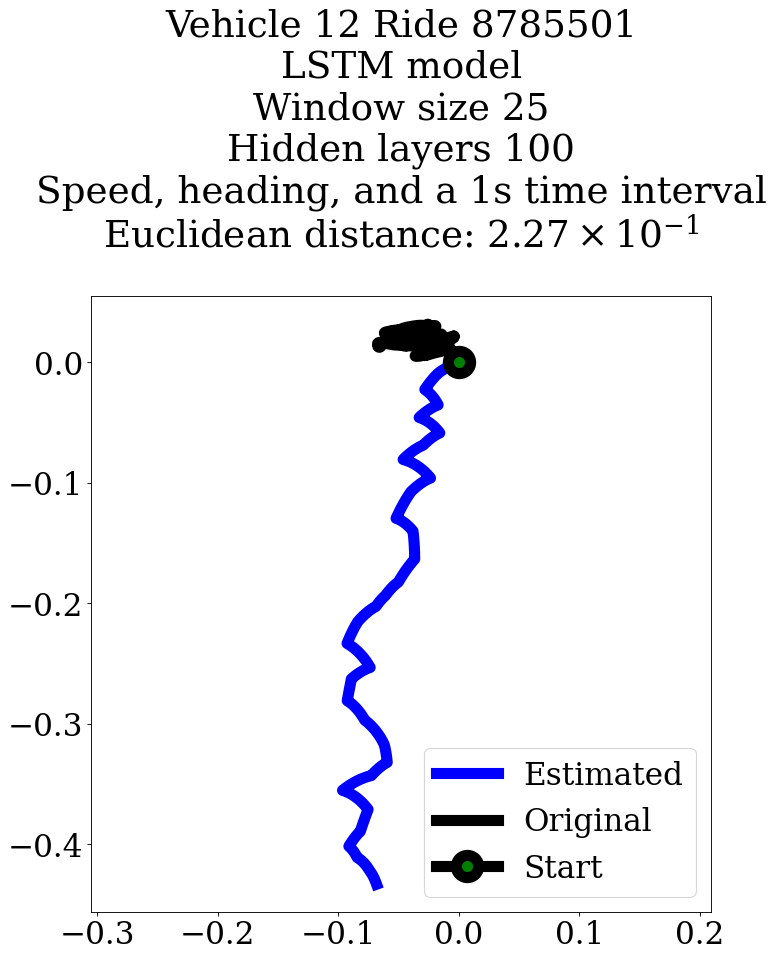 Vehicle 12 Ride 8785501
LSTM model
Window size 25
Hidden layers 100
Speed, heading, and a 1s time interval
Euclidean distance: 2.27 × 10⁻¹
0.0
−0.1
−0.2
−0.3
−0.4
Estimated
Original
Start
−0.3 −0.2 −0.1 0.0 0.1 0.2